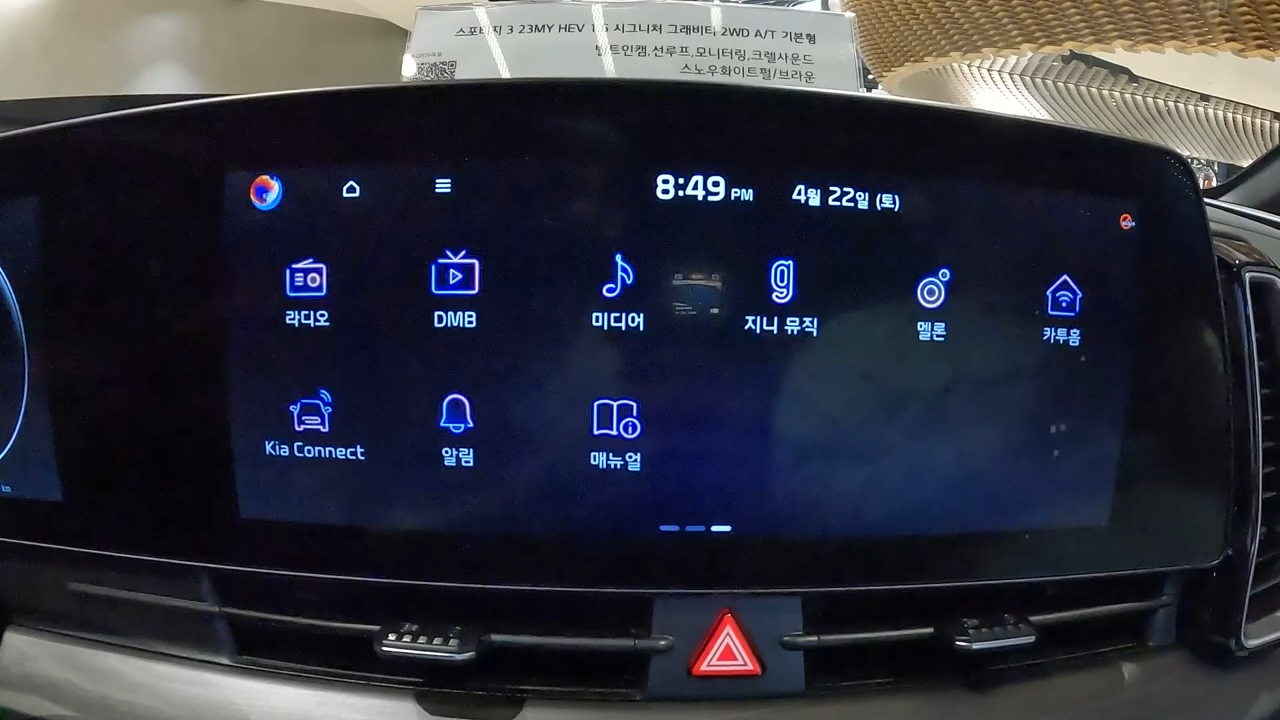 스포티지 3 23MY HEV 1.6 시그니처 그래비티 2WD A/T 기본형
빌트인캠,선루프,모니터링,크렐사운드
스노우화이트펄/브라운
8:49 PM 4월 22일 (토)
라디오
DMB
미디어
지니 뮤직
멜론
카투홈
Kia Connect
알림
매뉴얼
km